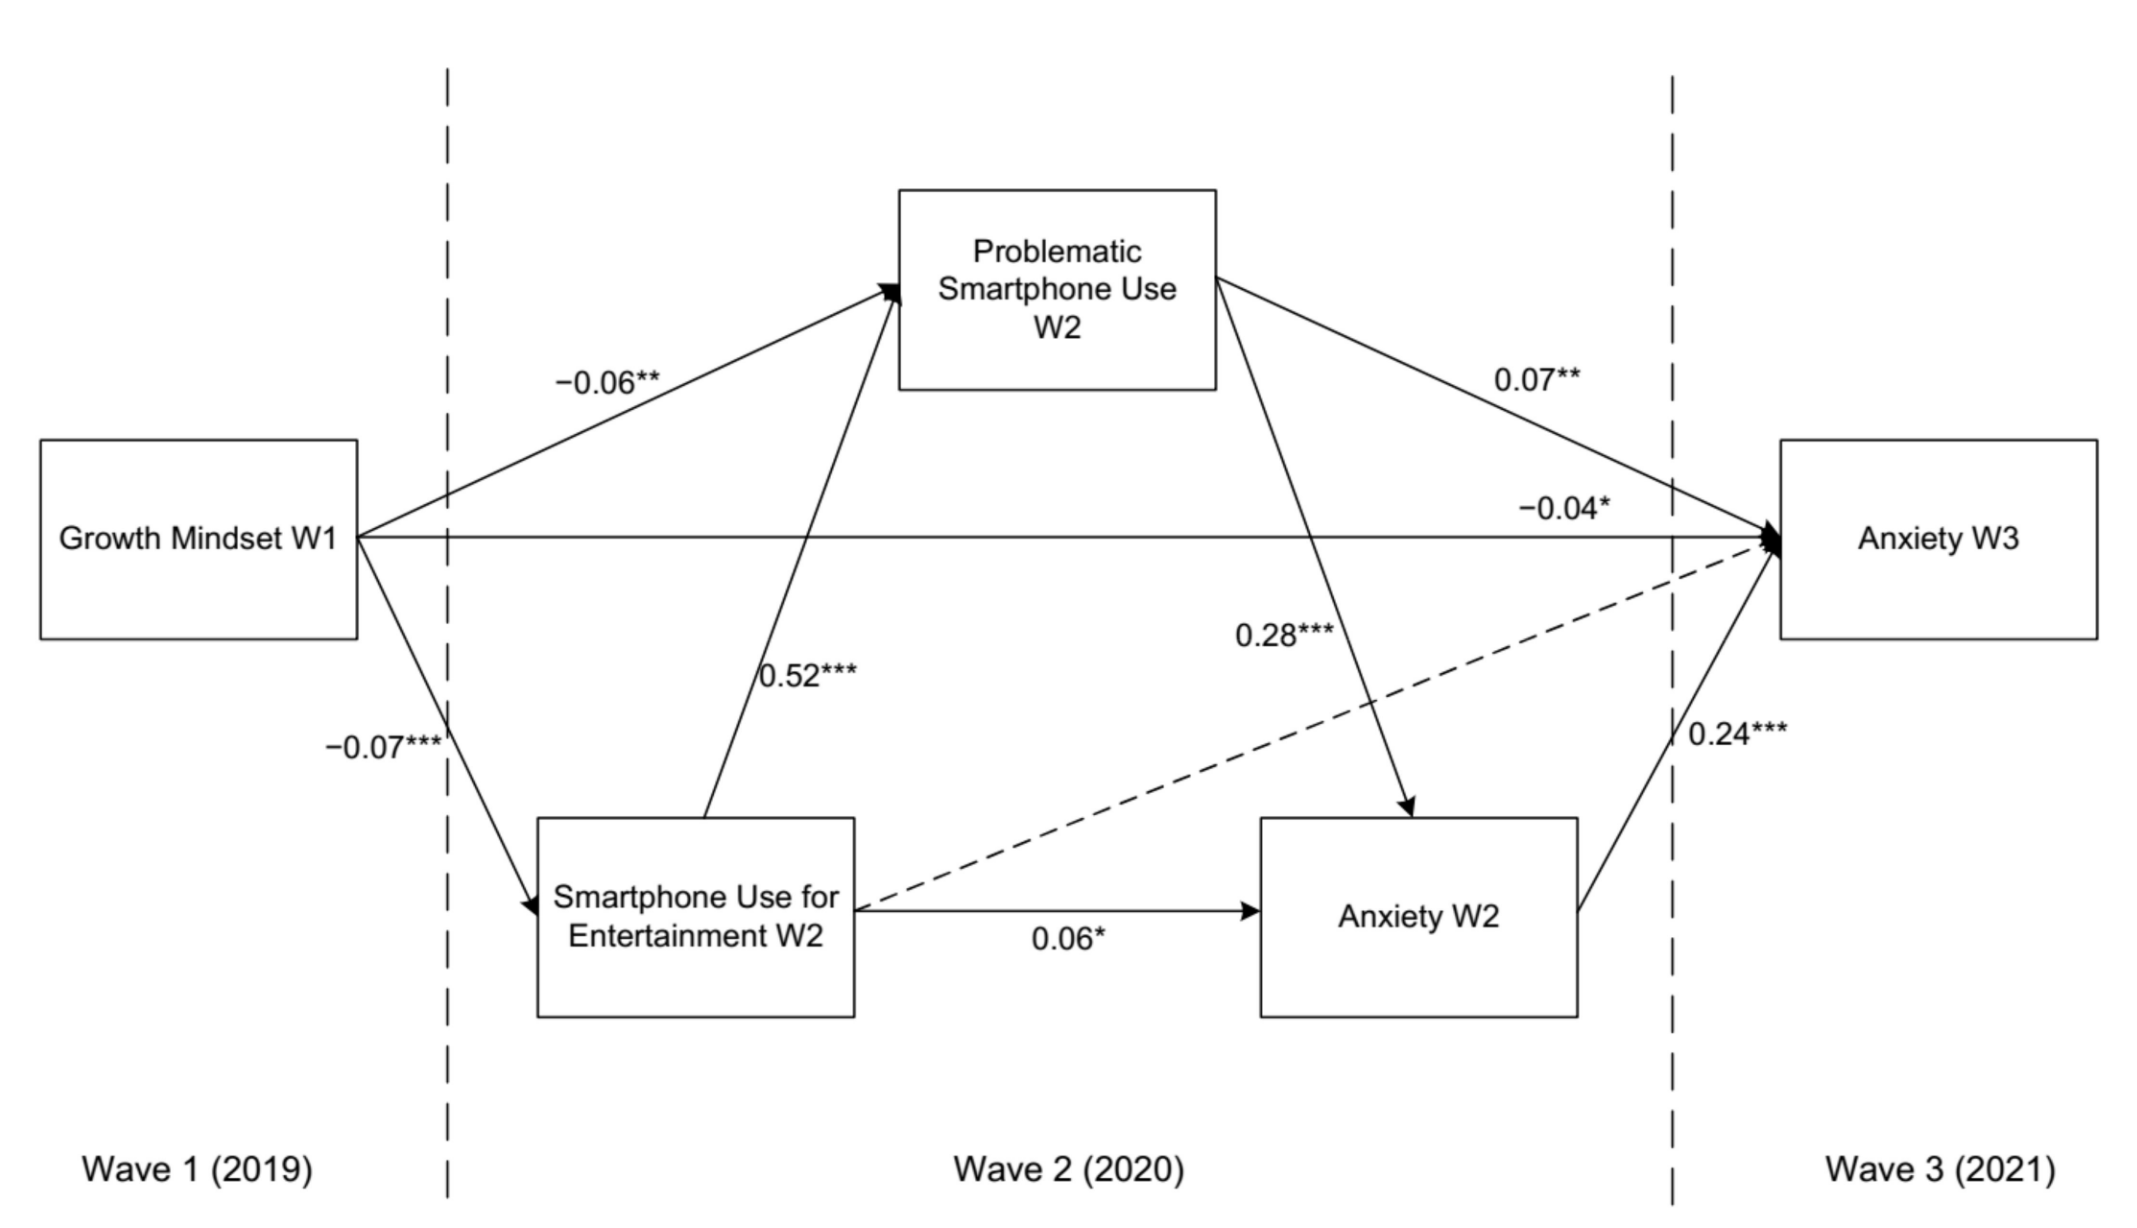 Problematic
Smartphone Use
W2
−0.06**
0.07**
Growth Mindset W1
−0.04*
Anxiety W3
0.28***
0.52***
−0.07***
0.24***
Smartphone Use for
Entertainment W2
Anxiety W2
0.06*
Wave 1 (2019)
Wave 2 (2020)
Wave 3 (2021)